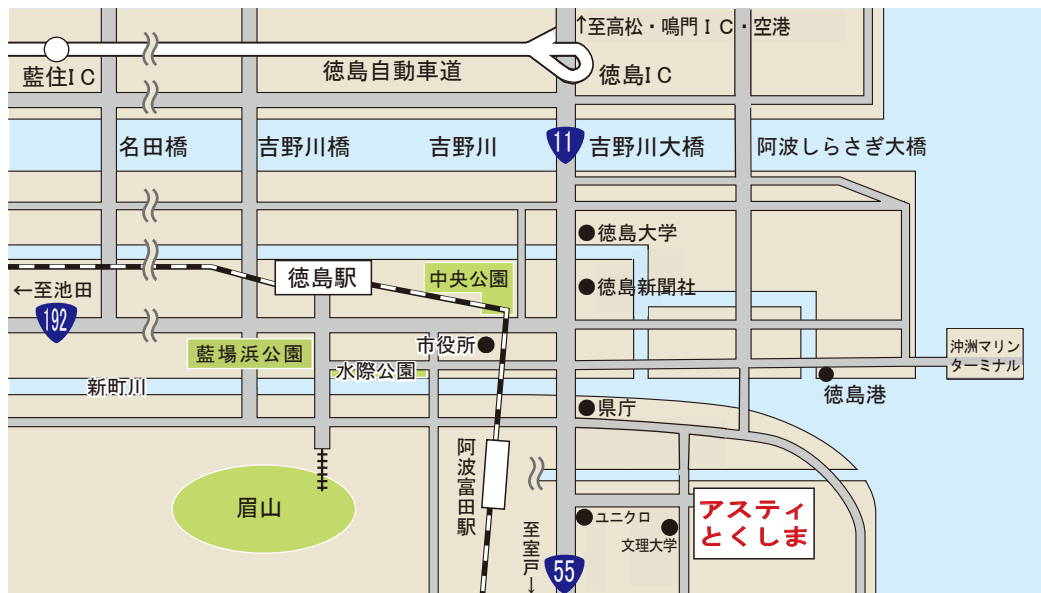 ↑至高松・鳴門IC・空港
藍住IC
徳島自動車道
徳島IC
名田橋
吉野川橋
吉野川
11
吉野川大橋
阿波しらさぎ大橋
徳島大学
徳島駅
中央公園
←至池田
徳島新聞社
192
藍場浜公園
市役所
水際公園
沖洲マリン
ターミナル
新町川
徳島港
県庁
阿波富田駅
眉山
アスティ
とくしま
ユニクロ
文理大学
至室戸↓
55